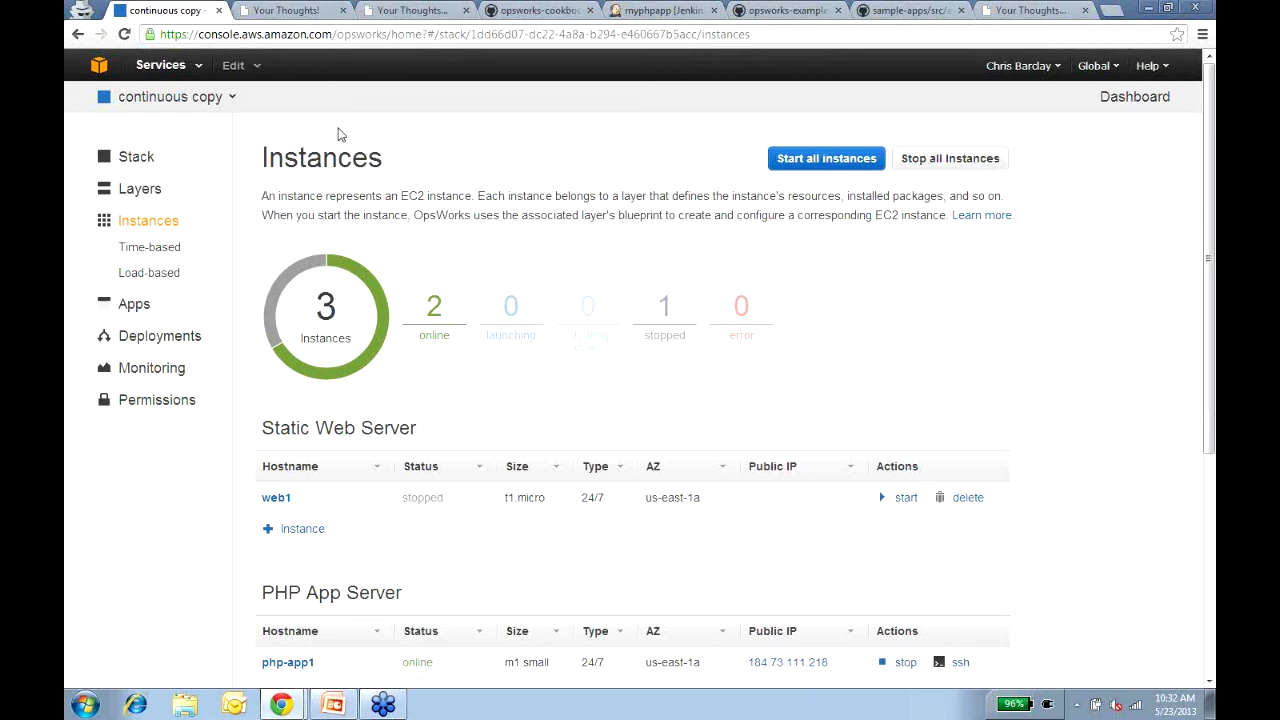 continuous copy
Your Thoughts!
Your Thoughts...
opsworks-cookbo
myphpapp [Jenkin
opsworks-example
sample-apps/src/e
Your Thoughts...
https://console.aws.amazon.com/opsworks/home?#/stack/10d66d07-dc22-4a8a-b294-e460667b5acc/instances
Services Edit Chris Barclay Global Help
continuous copy Dashboard
Stack
Layers
Instances
Time-based
Load-based
Apps
Deployments
Monitoring
Permissions
Instances
Start all instances Stop all Instances
An instance represents an EC2 instance. Each instance belongs to a layer that defines the instance's resources, installed packages, and so on.
When you start the instance, OpsWorks uses the associated layer's blueprint to create and configure a corresponding EC2 instance. Learn more.
3 2 0 0 1 0
Instances online launching stopped error
Static Web Server
Hostname Status Size Type AZ Public IP Actions
web1 stopped t1.micro 24/7 us-east-1a start delete
Instance
PHP App Server
Hostname Status Size Type AZ Public IP Actions
php-app1 online m1.small 24/7 us-east-1a 184.73.111.218 stop ssh
96%
10:32 AM
5/23/2013